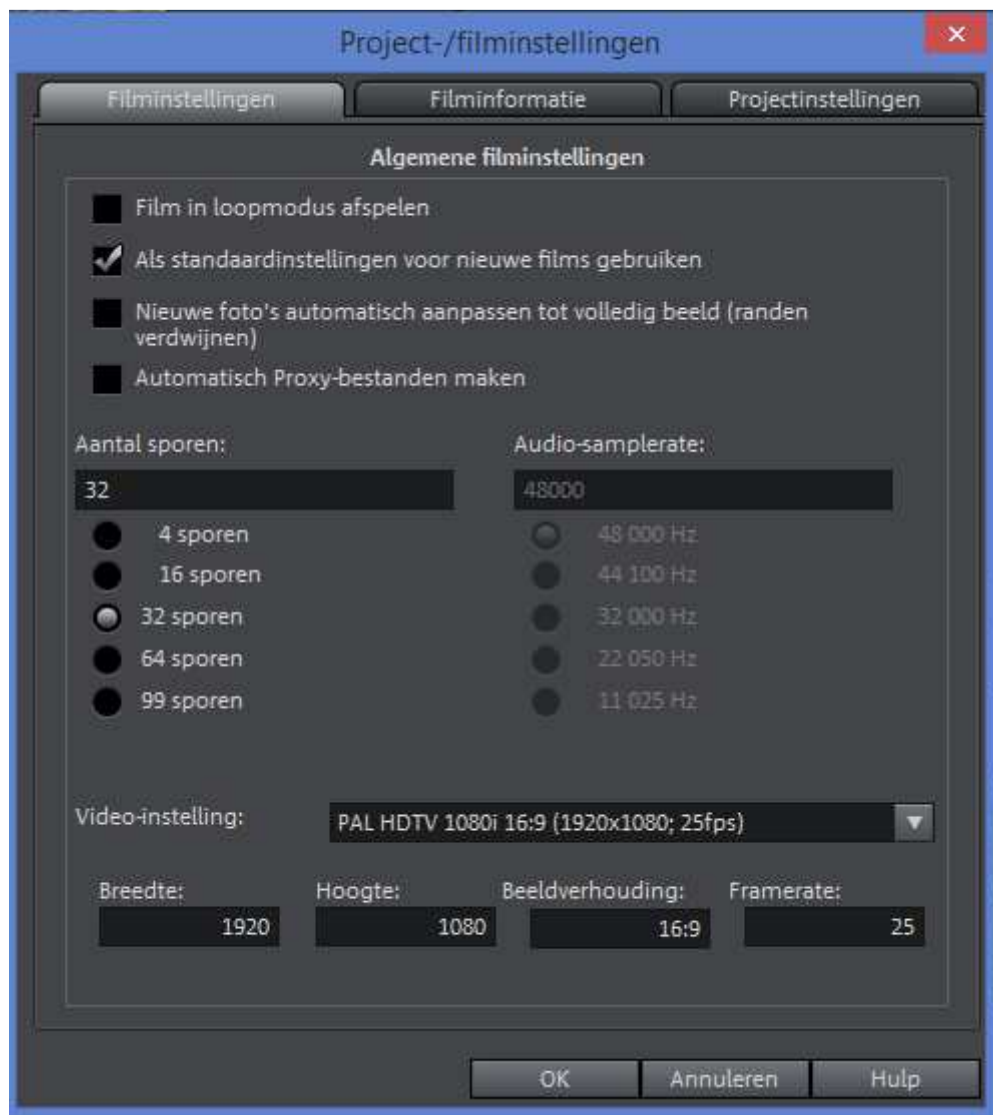 Project-/filminstellingen
Filminstellingen
Filminformatie
Projectinstellingen
Algemene filminstellingen
Film in loopmodus afspelen
Als standaardinstellingen voor nieuwe films gebruiken
Nieuwe foto's automatisch aanpassen tot volledig beeld (randen
verdwijnen)
Automatisch Proxy-bestanden maken
Aantal sporen:
32
4 sporen
16 sporen
32 sporen
64 sporen
99 sporen
Audio-samplerate:
48000
48 000 Hz
44 100 Hz
32 000 Hz
22 050 Hz
11 025 Hz
Video-instelling:
PAL HDTV 1080i 16:9 (1920x1080; 25fps)
Breedte:
1920
Hoogte:
1080
Beeldverhouding:
16:9
Framerate:
25
OK
Annuleren
Hulp